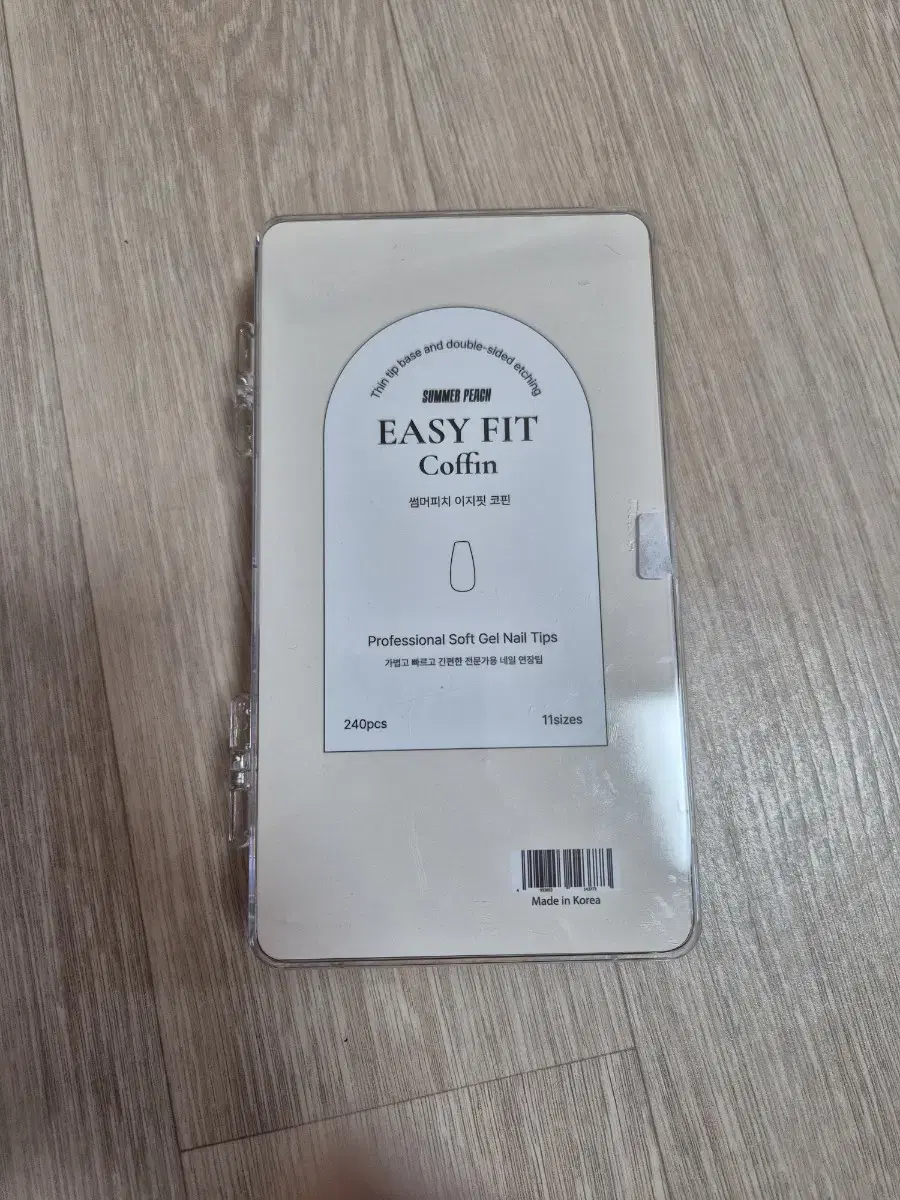 Thin tip base and double-sided etching
SUMMER PEACH
EASY FIT
Coffin
썸머피치 이지핏 코핀
Professional Soft Gel Nail Tips
가볍고 빠르고 간편한 전문가용 네일 연장팁
240pcs
11sizes
Made in Korea